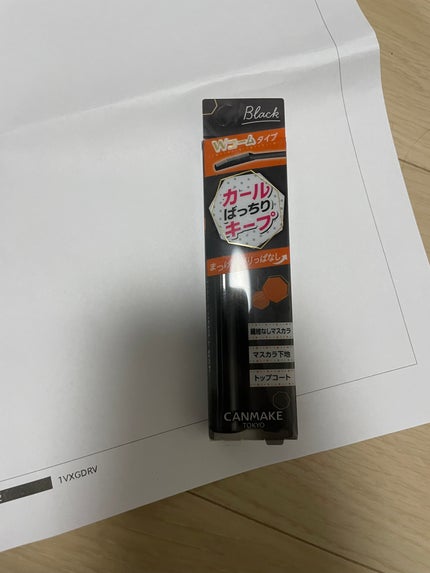 Black
Wコームタイプ
カール
ばっちり
キープ
繊維なしマスカラ
マスカラ下地
トップコート
CANMAKE
TOKYO
1VXGDRV